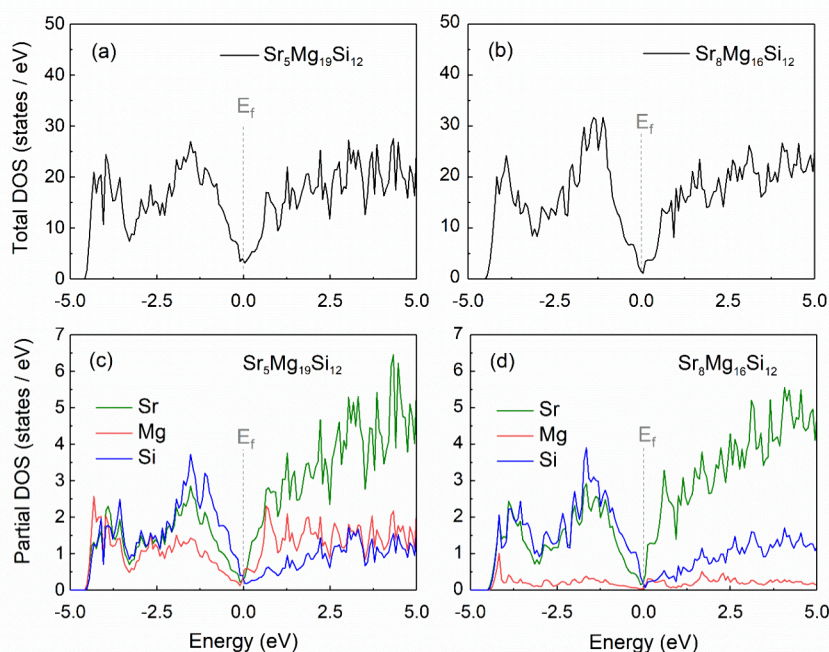 (a)
Sr5Mg19Si12
Ef
Total DOS (states / eV)
50
40
30
20
10
0
-5.0 -2.5 0.0 2.5 5.0
(b)
Sr8Mg16Si12
Ef
50
40
30
20
10
0
-5.0 -2.5 0.0 2.5 5.0
(c)
Sr5Mg19Si12
Sr
Mg
Si
Ef
Partial DOS (states / eV)
7
6
5
4
3
2
1
0
-5.0 -2.5 0.0 2.5 5.0
Energy (eV)
(d)
Sr8Mg16Si12
Sr
Mg
Si
Ef
7
6
5
4
3
2
1
0
-5.0 -2.5 0.0 2.5 5.0
Energy (eV)